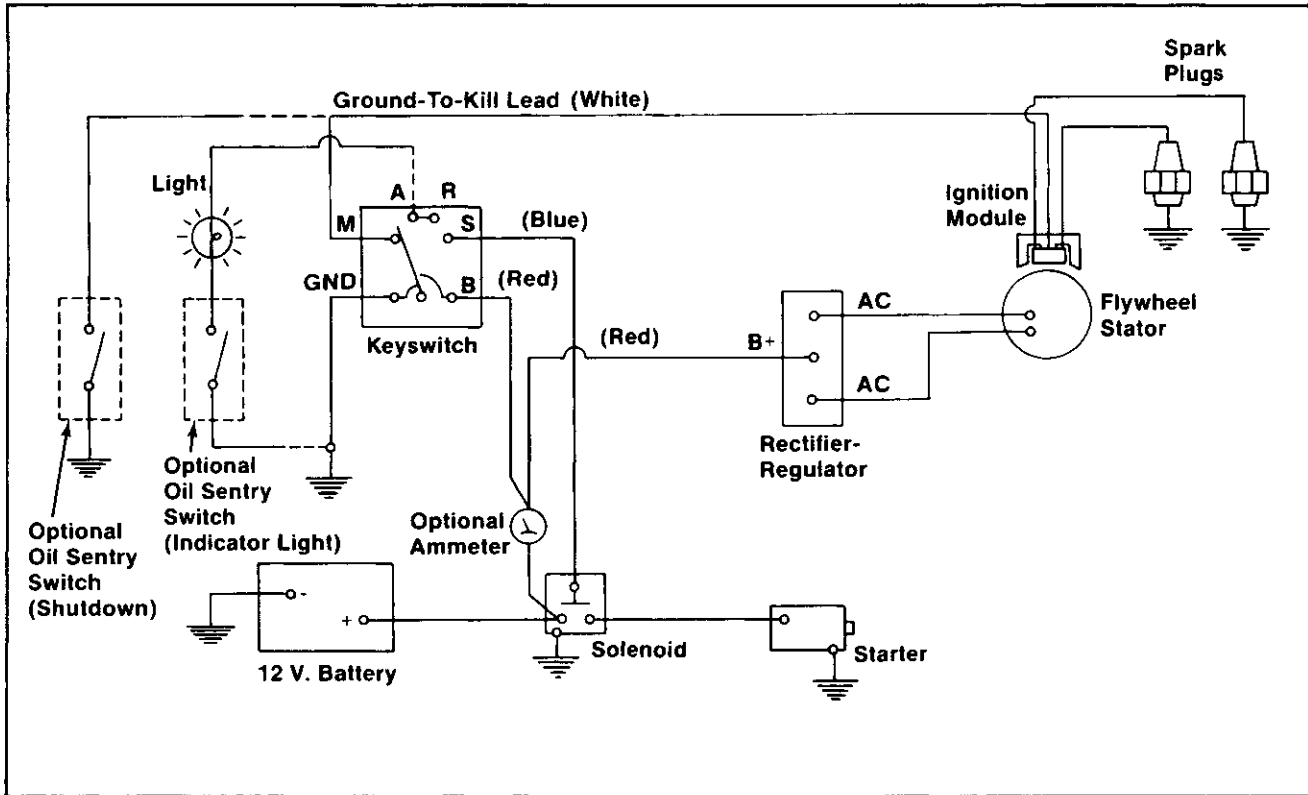 Spark
Plugs
Ground-To-Kill Lead (White)
Light
A
R
M
S
(Blue)
Ignition
Module
GND
B
(Red)
AC
Flywheel
Stator
Keyswitch
(Red)
B+
AC
Rectifier-
Regulator
Optional
Oil Sentry
Switch
(Indicator Light)
Optional
Ammeter
Optional
Oil Sentry
Switch
(Shutdown)
-
+
Solenoid
Starter
12 V. Battery